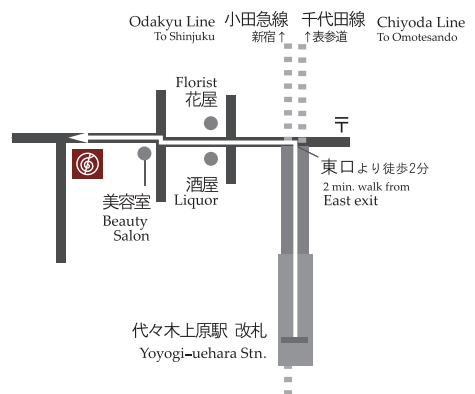 Odakyu Line 小田急線 千代田線 Chiyoda Line
To Shinjuku 新宿↑ ↑表参道 To Omotesando
Florist
花屋
〒
東口より徒歩2分
2 min. walk from
East exit
美容室
Beauty
Salon
酒屋
Liquor
代々木上原駅 改札
Yoyogi-uehara Stn.